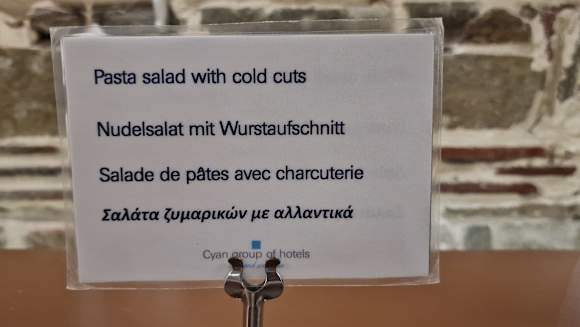 Pasta salad with cold cuts
Nudelsalat mit Wurstaufschnitt
Salade de pâtes avec charcuterie
Σαλάτα ζυμαρικών με αλλαντικά
Cyan group of hotels